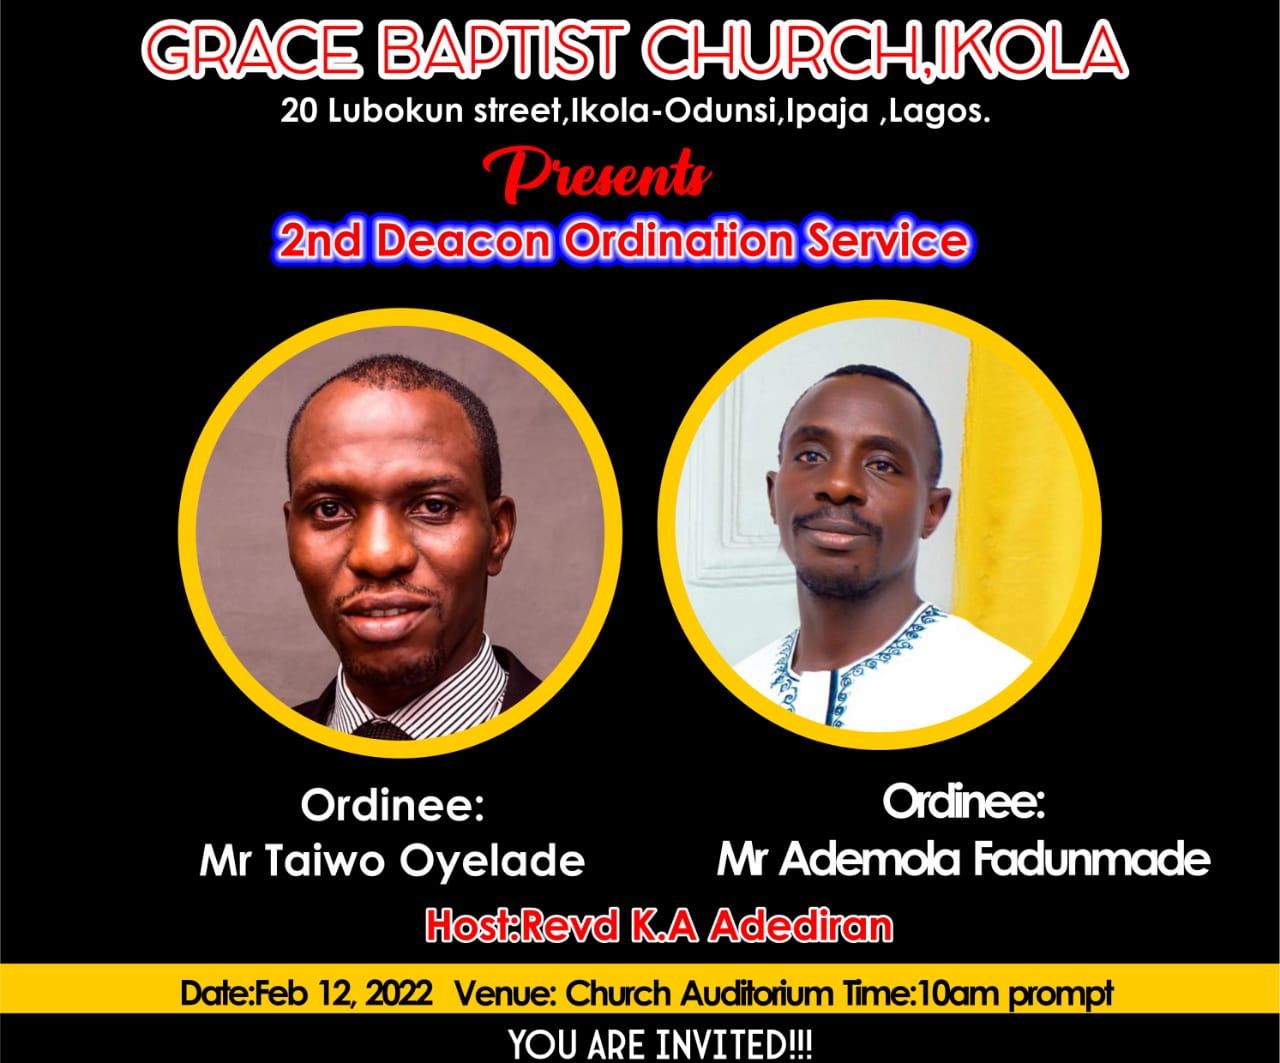 GRACE BAPTIST CHURCH,IKOLA
20 Lubokun street,Ikola-Odunsi,Ipaja ,Lagos.
Presents
2nd Deacon Ordination Service
Ordinee:
Mr Taiwo Oyelade
Ordinee:
Mr Ademola Fadunmade
Host:Revd K.A Adediran
Date:Feb 12, 2022 Venue: Church Auditorium Time:10am prompt
YOU ARE INVITED!!!